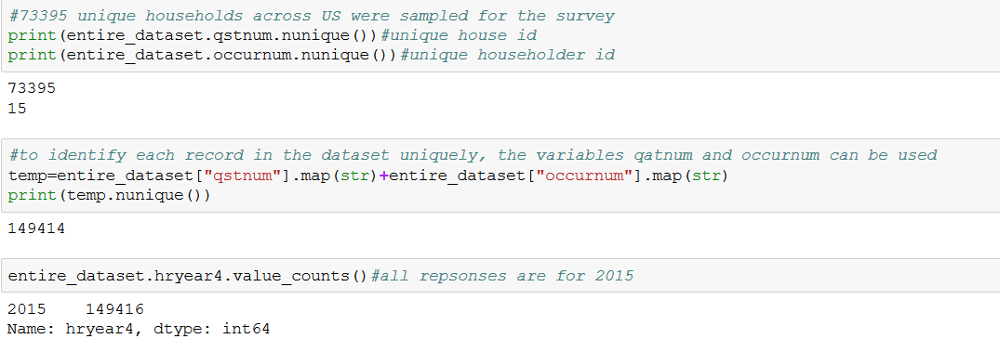 #73395 unique households across US were sampled for the survey
print(entire_dataset.qstnum.nunique())#unique house id
print(entire_dataset.occurnum.nunique())#unique householder id
73395
15
#to identify each record in the dataset uniquely, the variables qatnum and occurnum can be used
temp=entire_dataset["qstnum"].map(str)+entire_dataset["occurnum"].map(str)
print(temp.nunique())
149414
entire_dataset.hryear4.value_counts()#all repsonses are for 2015
2015    149416
Name: hryear4, dtype: int64